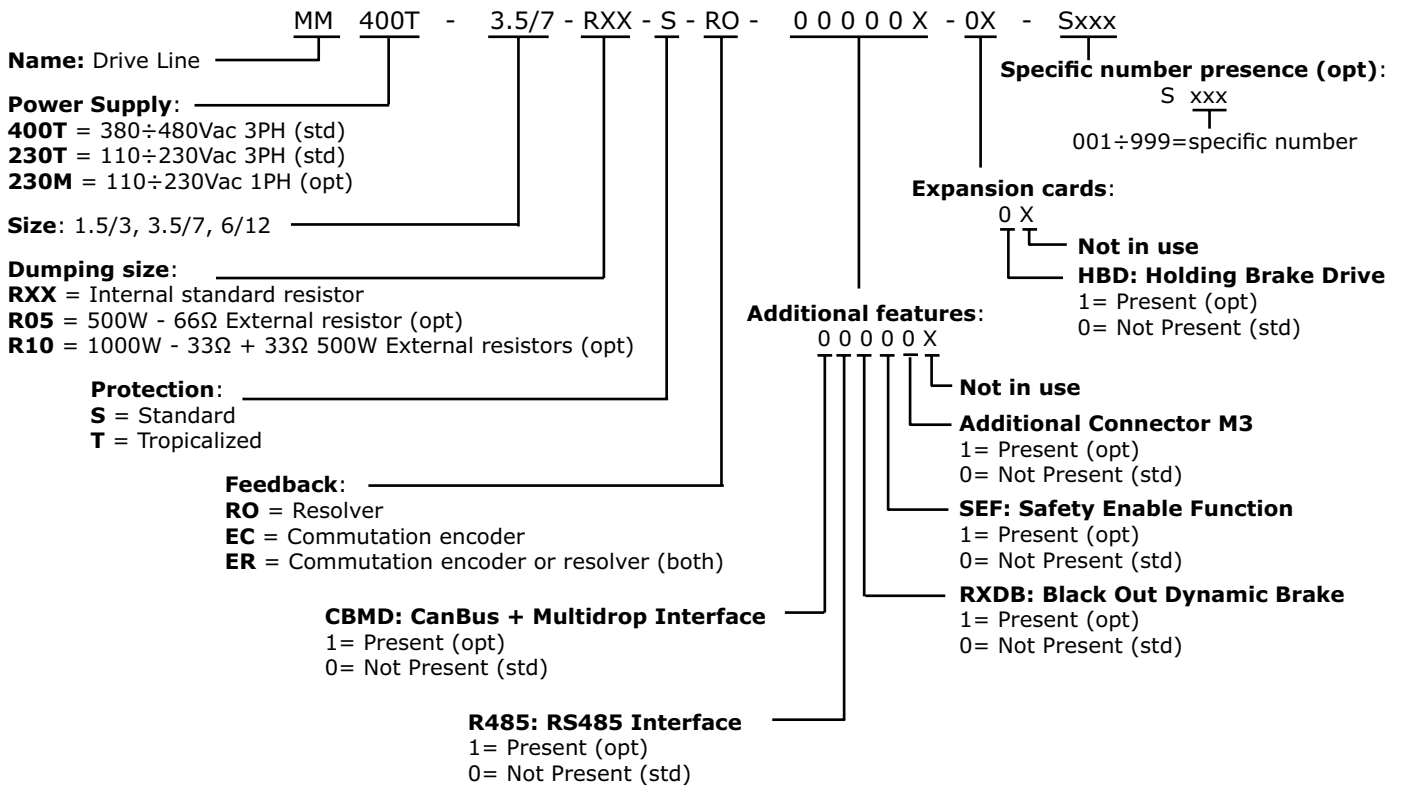 MM 400T - 3.5/7 - RXX - S - RO - 0 0 0 0 0 X - 0X - Sxxx
Name: Drive Line
Power Supply:
400T = 380÷480Vac 3PH (std)
230T = 110÷230Vac 3PH (std)
230M = 110÷230Vac 1PH (opt)
Size: 1.5/3, 3.5/7, 6/12
Dumping size:
RXX = Internal standard resistor
R05 = 500W - 66Ω External resistor (opt)
R10 = 1000W - 33Ω + 33Ω 500W External resistors (opt)
Protection:
S = Standard
T = Tropicalized
Feedback:
RO = Resolver
EC = Commutation encoder
ER = Commutation encoder or resolver (both)
CBMD: CanBus + Multidrop Interface
1= Present (opt)
0= Not Present (std)
R485: RS485 Interface
1= Present (opt)
0= Not Present (std)
Specific number presence (opt):
S xxx
001÷999=specific number
Expansion cards:
0 X
Not in use
HBD: Holding Brake Drive
1= Present (opt)
0= Not Present (std)
Additional features:
0 0 0 0 0 X
Not in use
Additional Connector M3
1= Present (opt)
0= Not Present (std)
SEF: Safety Enable Function
1= Present (opt)
0= Not Present (std)
RXDB: Black Out Dynamic Brake
1= Present (opt)
0= Not Present (std)